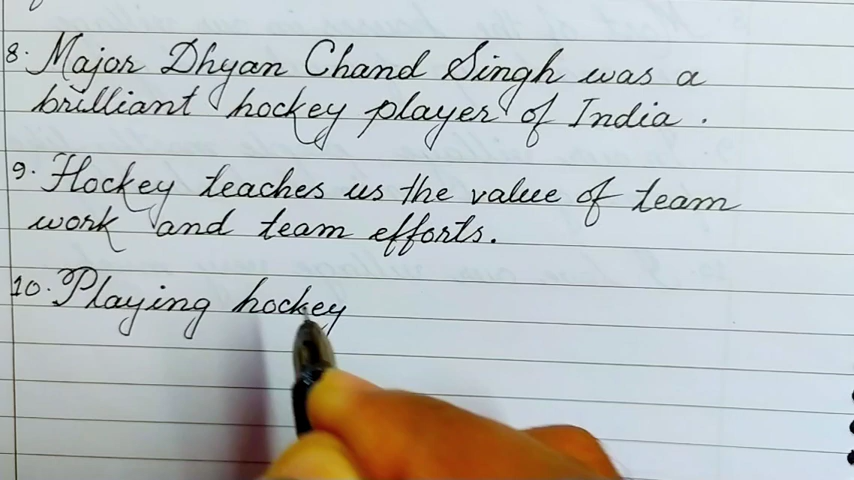 8. Major Dhyan Chand Singh was a
brilliant hockey player of India.
9. Hockey teaches us the value of team
work and team efforts.
10. Playing hockey